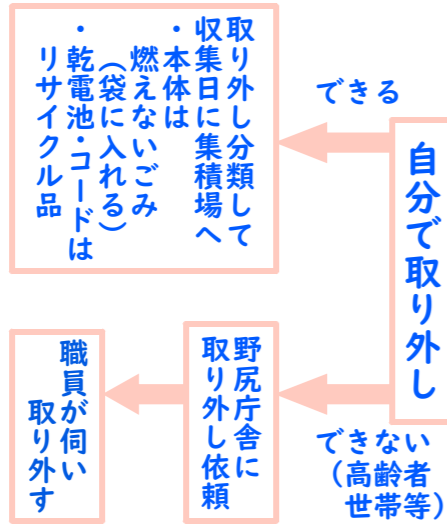 自分で取り外し
できる
取り外し分類して
収集日に集積場へ
・本体は
燃えないごみ
（袋に入れる）
・乾電池・コードは
リサイクル品
できない
（高齢者
世帯等）
野尻庁舎に
取り外し依頼
職員が伺い
取り外す